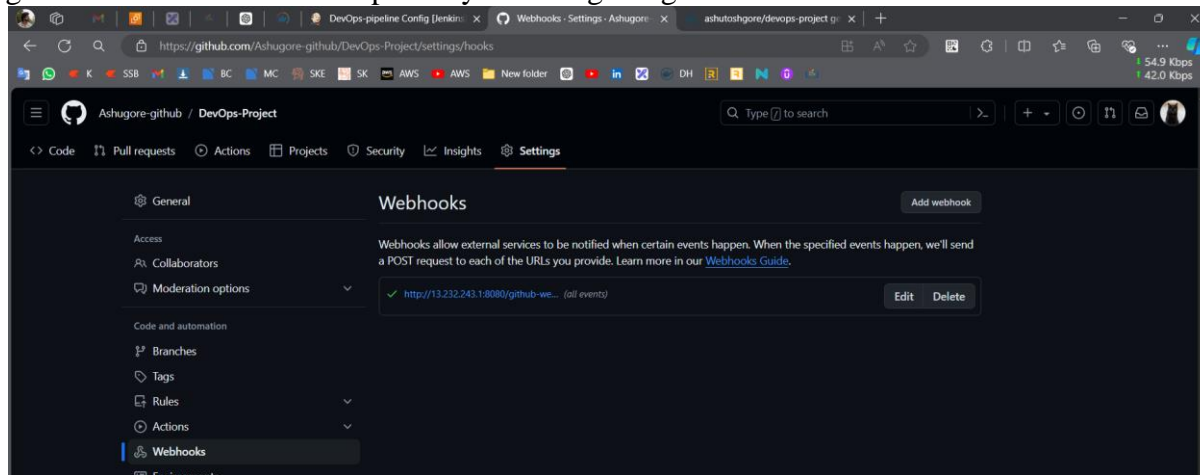 DevOps-pipeline Config [Jenkins
Webhooks · Settings · Ashugore-
ashutoshgore/devops-project ge
https://github.com/Ashugore-github/DevOps-Project/settings/hooks
K SSB BC MC SKE SK AWS AWS New folder DH
54.9 Kbps
42.0 Kbps
Ashugore-github / DevOps-Project
Type / to search
Code Pull requests Actions Projects Security Insights Settings
General
Access
Collaborators
Moderation options
Code and automation
Branches
Tags
Rules
Actions
Webhooks
Webhooks
Add webhook
Webhooks allow external services to be notified when certain events happen. When the specified events happen, we'll send
a POST request to each of the URLs you provide. Learn more in our Webhooks Guide.
http://13.232.243.1:8080/github-we... (all events)
Edit Delete